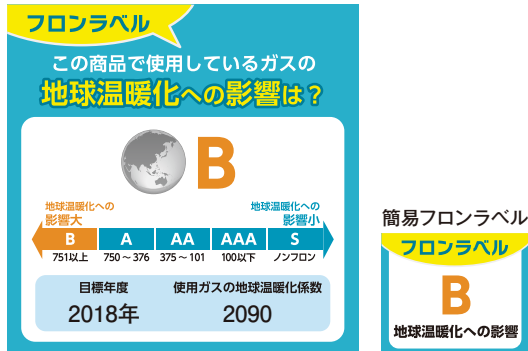 フロンラベル
この商品で使用しているガスの
地球温暖化への影響は？
B
地球温暖化への
影響大
地球温暖化への
影響小
B A AA AAA S
751以上 750～376 375～101 100以下 ノンフロン
目標年度
2018年
使用ガスの地球温暖化係数
2090
簡易フロンラベル
フロンラベル
B
地球温暖化への影響